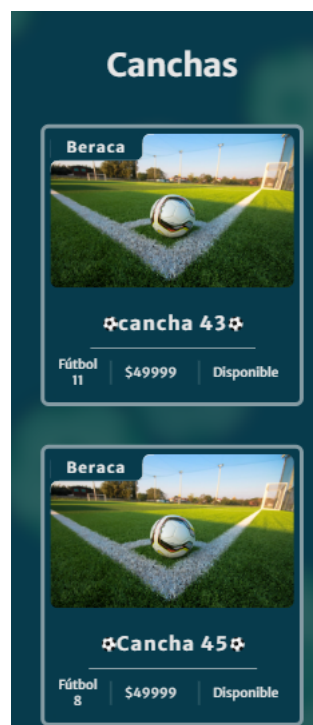 Canchas
Beraca
⚽cancha 43⚽
Fútbol
11
$49999
Disponible
Beraca
⚽Cancha 45⚽
Fútbol
8
$49999
Disponible